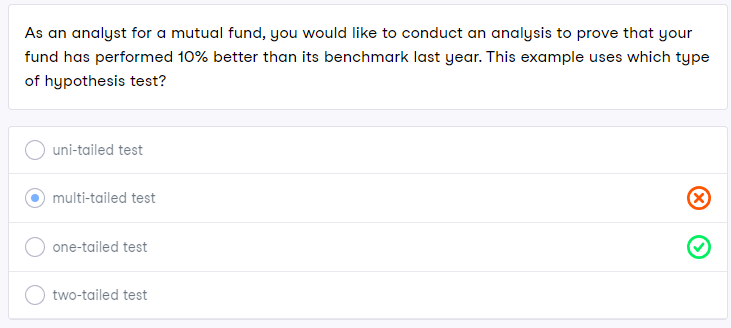 As an analyst for a mutual fund, you would like to conduct an analysis to prove that your
fund has performed 10% better than its benchmark last year. This example uses which type
of hypothesis test?
uni-tailed test
multi-tailed test
one-tailed test
two-tailed test